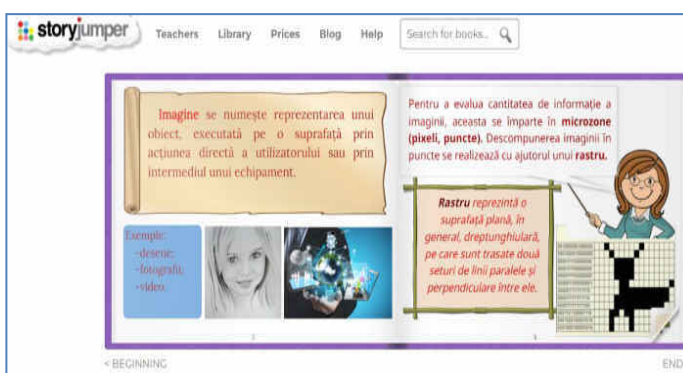 storyjumper
Teachers Library Prices Blog Help Search for books..
Imagine se numește reprezentarea unui
obiect, executată pe o suprafață prin
acțiunea directă a utilizatorului sau prin
intermediul unui echipament.
Exemple:
-desene;
-fotografii;
-video.
2
Pentru a evalua cantitatea de informație a
imaginii, aceasta se împarte în microzone
(pixeli, puncte). Descompunerea imaginii în
puncte se realizează cu ajutorul unui rastru.
Rastru reprezintă o
suprafață plană, în
general, dreptunghiulară,
pe care sunt trasate două
seturi de linii paralele și
perpendiculare între ele.
3
< BEGINNING
END